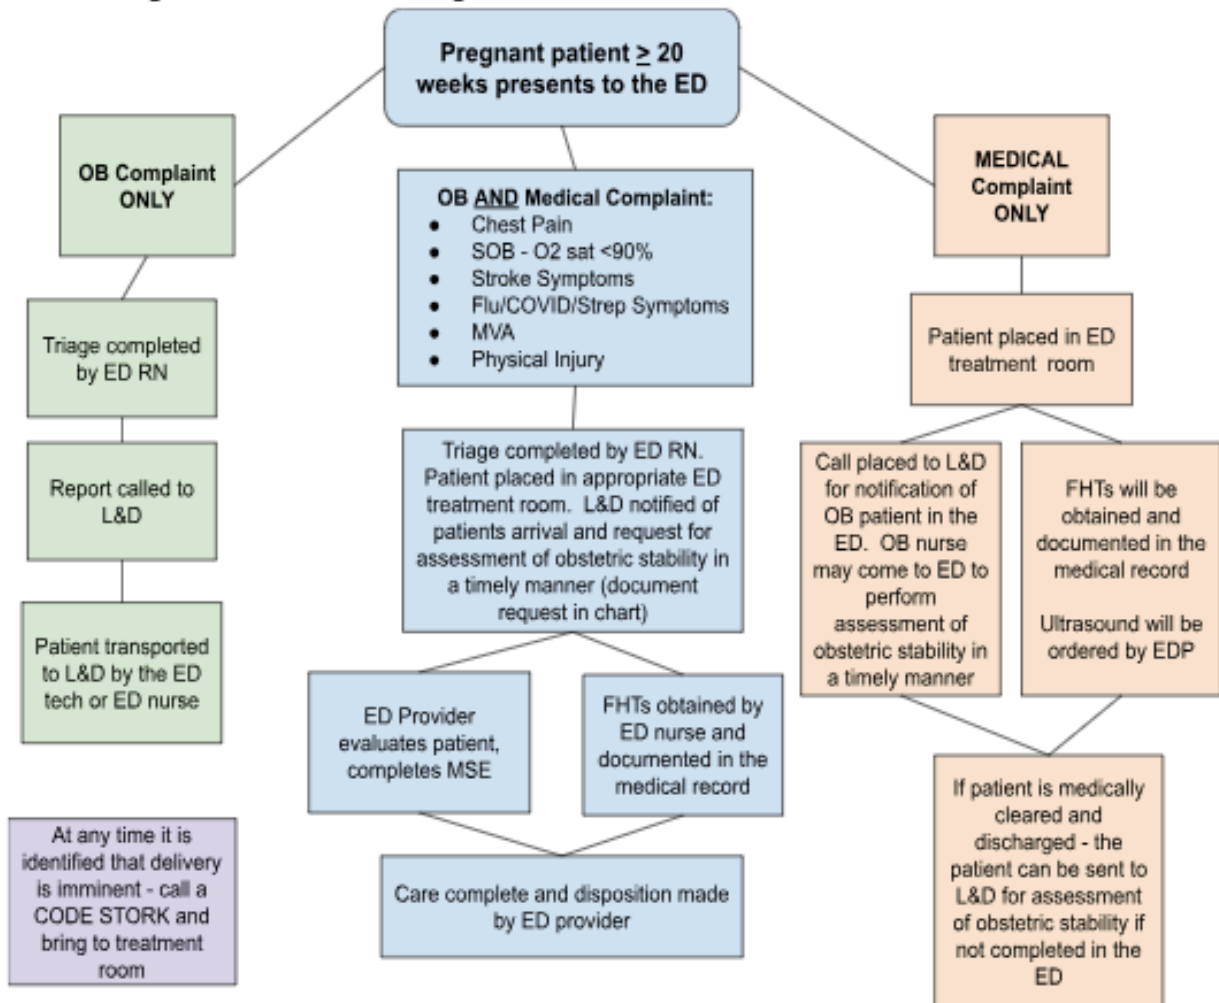 Pregnant patient ≥ 20
weeks presents to the ED
OB Complaint
ONLY
Triage completed
by ED RN
Report called to
L&D
Patient transported
to L&D by the ED
tech or ED nurse
At any time it is
identified that delivery
is imminent - call a
CODE STORK and
bring to treatment
room
OB AND Medical Complaint:
● Chest Pain
● SOB - O2 sat <90%
● Stroke Symptoms
● Flu/COVID/Strep Symptoms
● MVA
● Physical Injury
Triage completed by ED RN.
Patient placed in appropriate ED
treatment room. L&D notified of
patients arrival and request for
assessment of obstetric stability in
a timely manner (document
request in chart)
ED Provider
evaluates patient,
completes MSE
FHTs obtained by
ED nurse and
documented in the
medical record
Care complete and disposition made
by ED provider
MEDICAL
Complaint
ONLY
Patient placed in ED
treatment room
Call placed to L&D
for notification of
OB patient in the
ED. OB nurse
may come to ED to
perform
assessment of
obstetric stability in
a timely manner
FHTs will be
obtained and
documented in the
medical record
Ultrasound will be
ordered by EDP
If patient is medically
cleared and
discharged - the
patient can be sent to
L&D for assessment
of obstetric stability if
not completed in the
ED